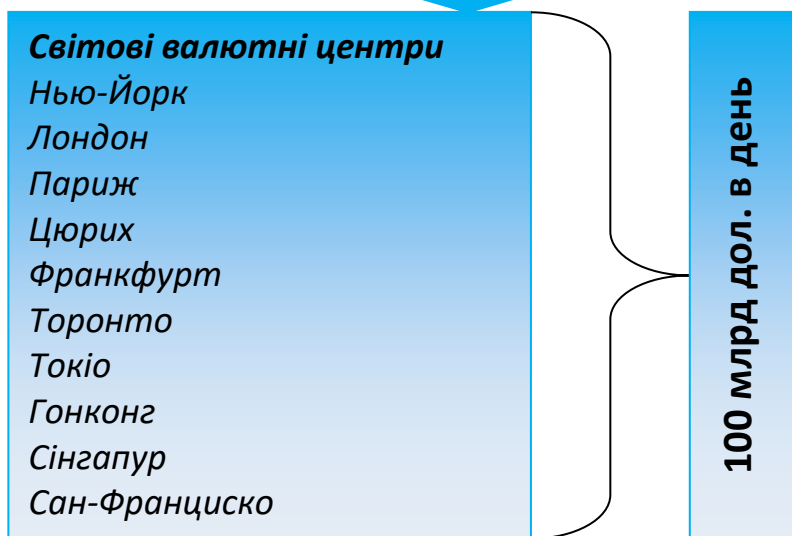 Світові валютні центри
Нью-Йорк
Лондон
Париж
Цюрих
Франкфурт
Торонто
Токіо
Гонконг
Сінгапур
Сан-Франциско
100 млрд дол. в день